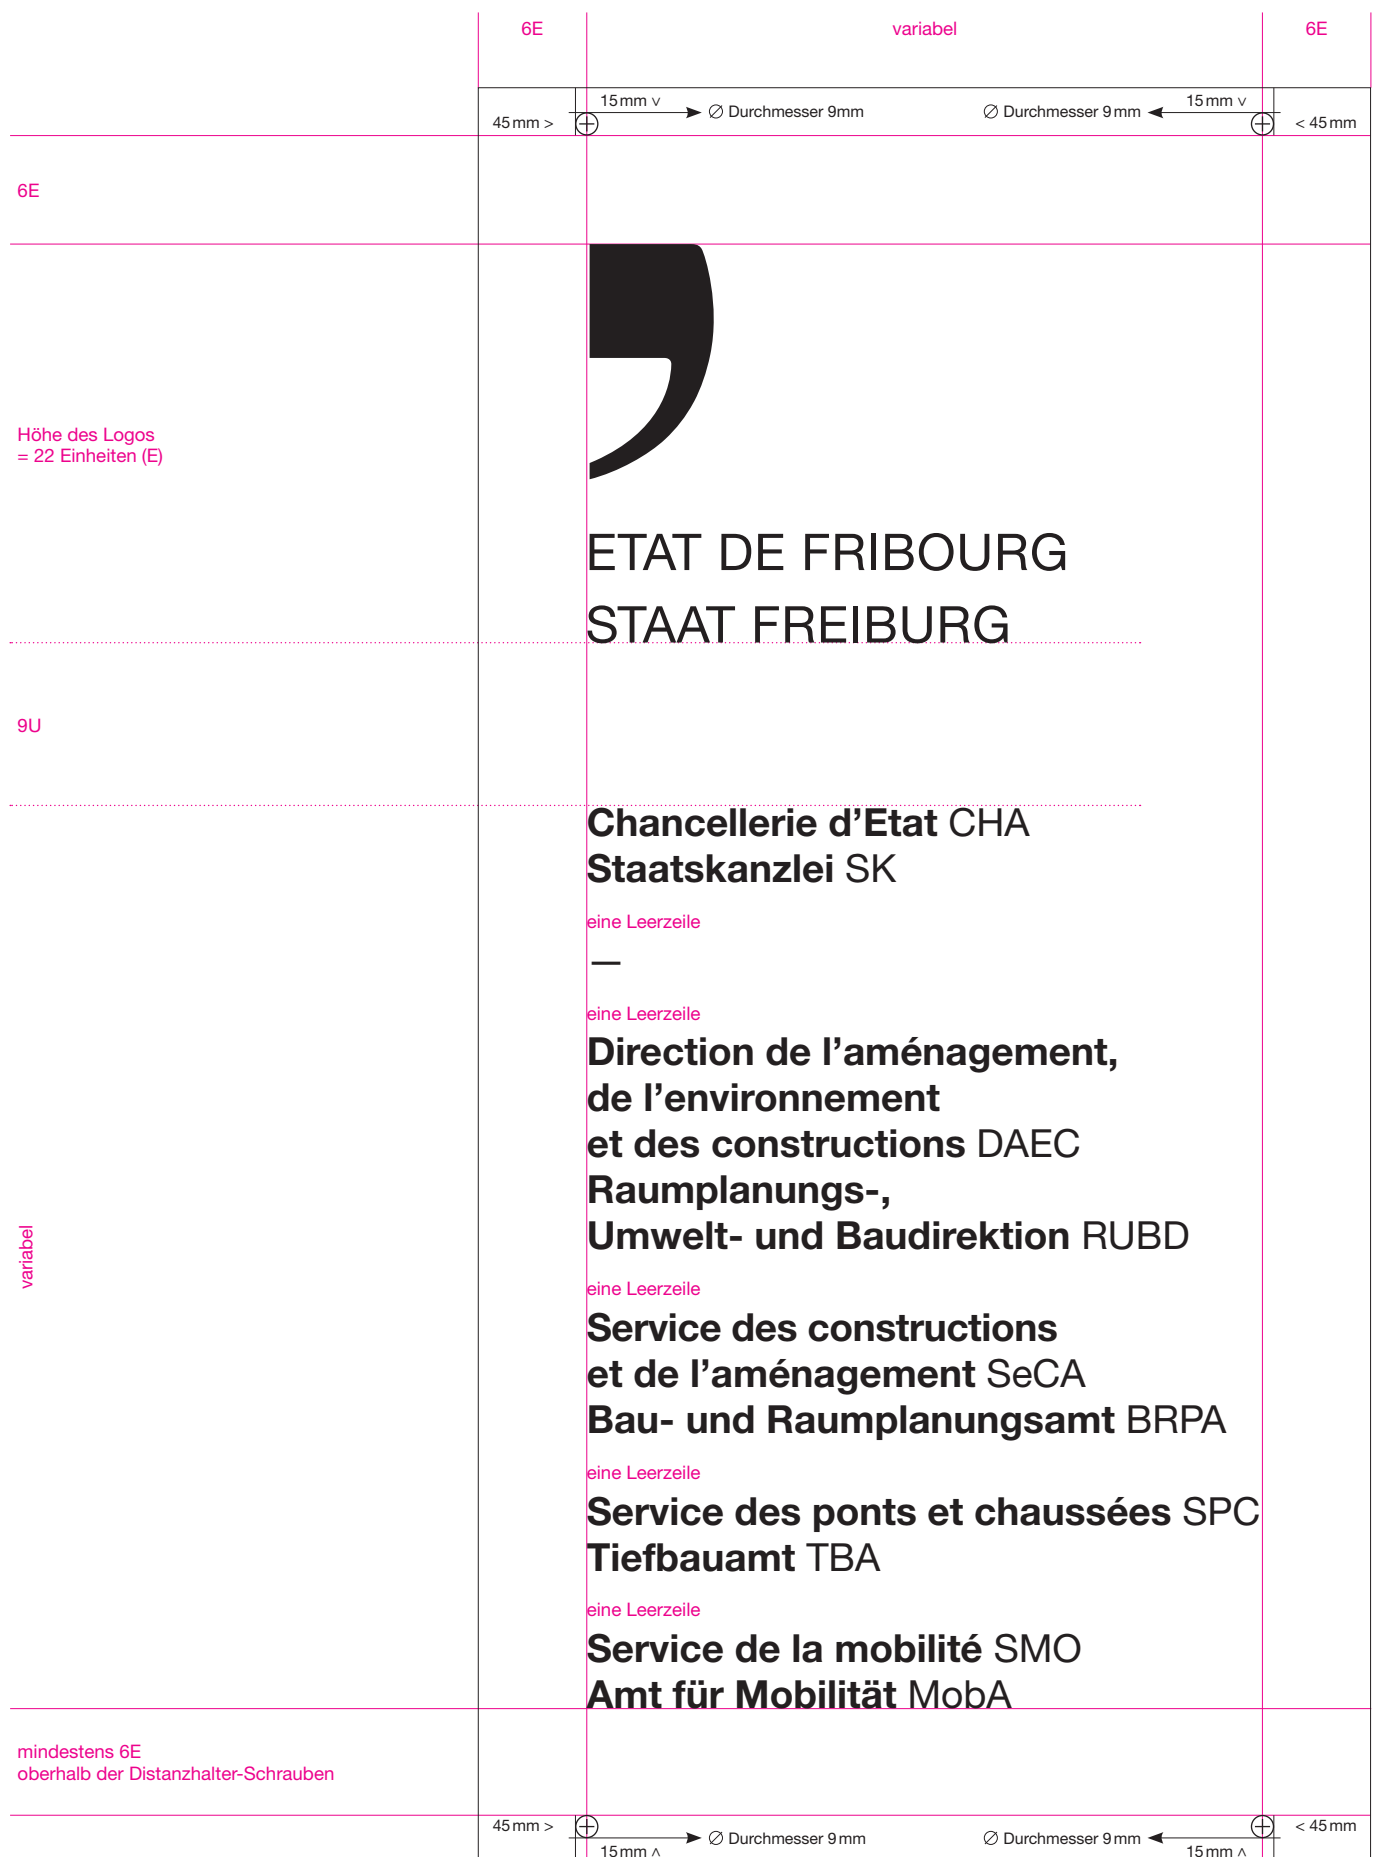 6E
variabel
6E
15 mm ∨
Ø Durchmesser 9mm
Ø Durchmesser 9 mm
15 mm ∨
45 mm >
< 45 mm
6E
Höhe des Logos
= 22 Einheiten (E)
ETAT DE FRIBOURG
STAAT FREIBURG
9U
Chancellerie d’Etat CHA
Staatskanzlei SK
eine Leerzeile
—
eine Leerzeile
Direction de l’aménagement,
de l’environnement
et des constructions DAEC
Raumplanungs-,
Umwelt- und Baudirektion RUBD
variabel
eine Leerzeile
Service des constructions
et de l’aménagement SeCA
Bau- und Raumplanungsamt BRPA
eine Leerzeile
Service des ponts et chaussées SPC
Tiefbauamt TBA
eine Leerzeile
Service de la mobilité SMO
Amt für Mobilität MobA
mindestens 6E
oberhalb der Distanzhalter-Schrauben
45 mm >
< 45 mm
Ø Durchmesser 9 mm
Ø Durchmesser 9 mm
15 mm ∧
15 mm ∧